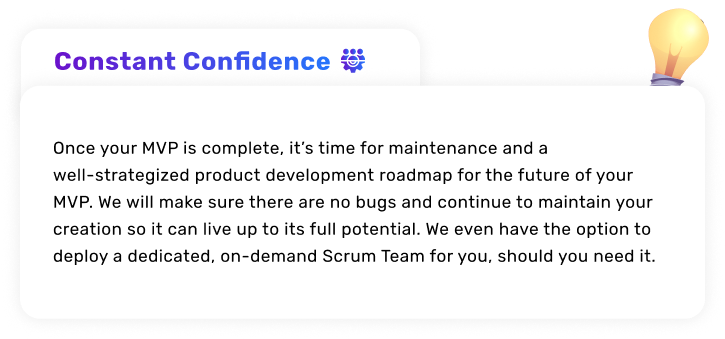 Constant Confidence
Once your MVP is complete, it’s time for maintenance and a
well-strategized product development roadmap for the future of your
MVP. We will make sure there are no bugs and continue to maintain your
creation so it can live up to its full potential. We even have the option to
deploy a dedicated, on-demand Scrum Team for you, should you need it.